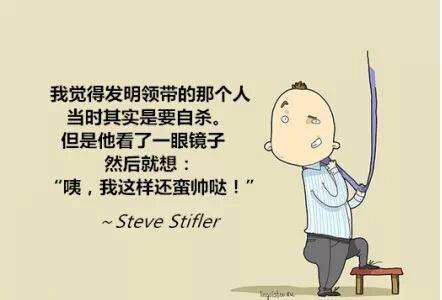 我觉得发明领带的那个人
当时其实是要自杀。
但是他看了一眼镜子
然后就想：
“咦，我这样还蛮帅哒！”
~Steve Stifler